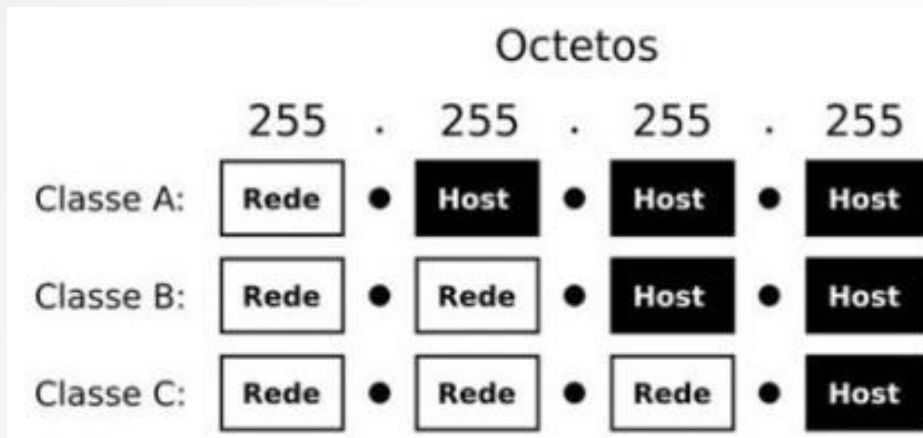 Octetos
255 . 255 . 255 . 255
Classe A: Rede • Host • Host • Host
Classe B: Rede • Rede • Host • Host
Classe C: Rede • Rede • Rede • Host